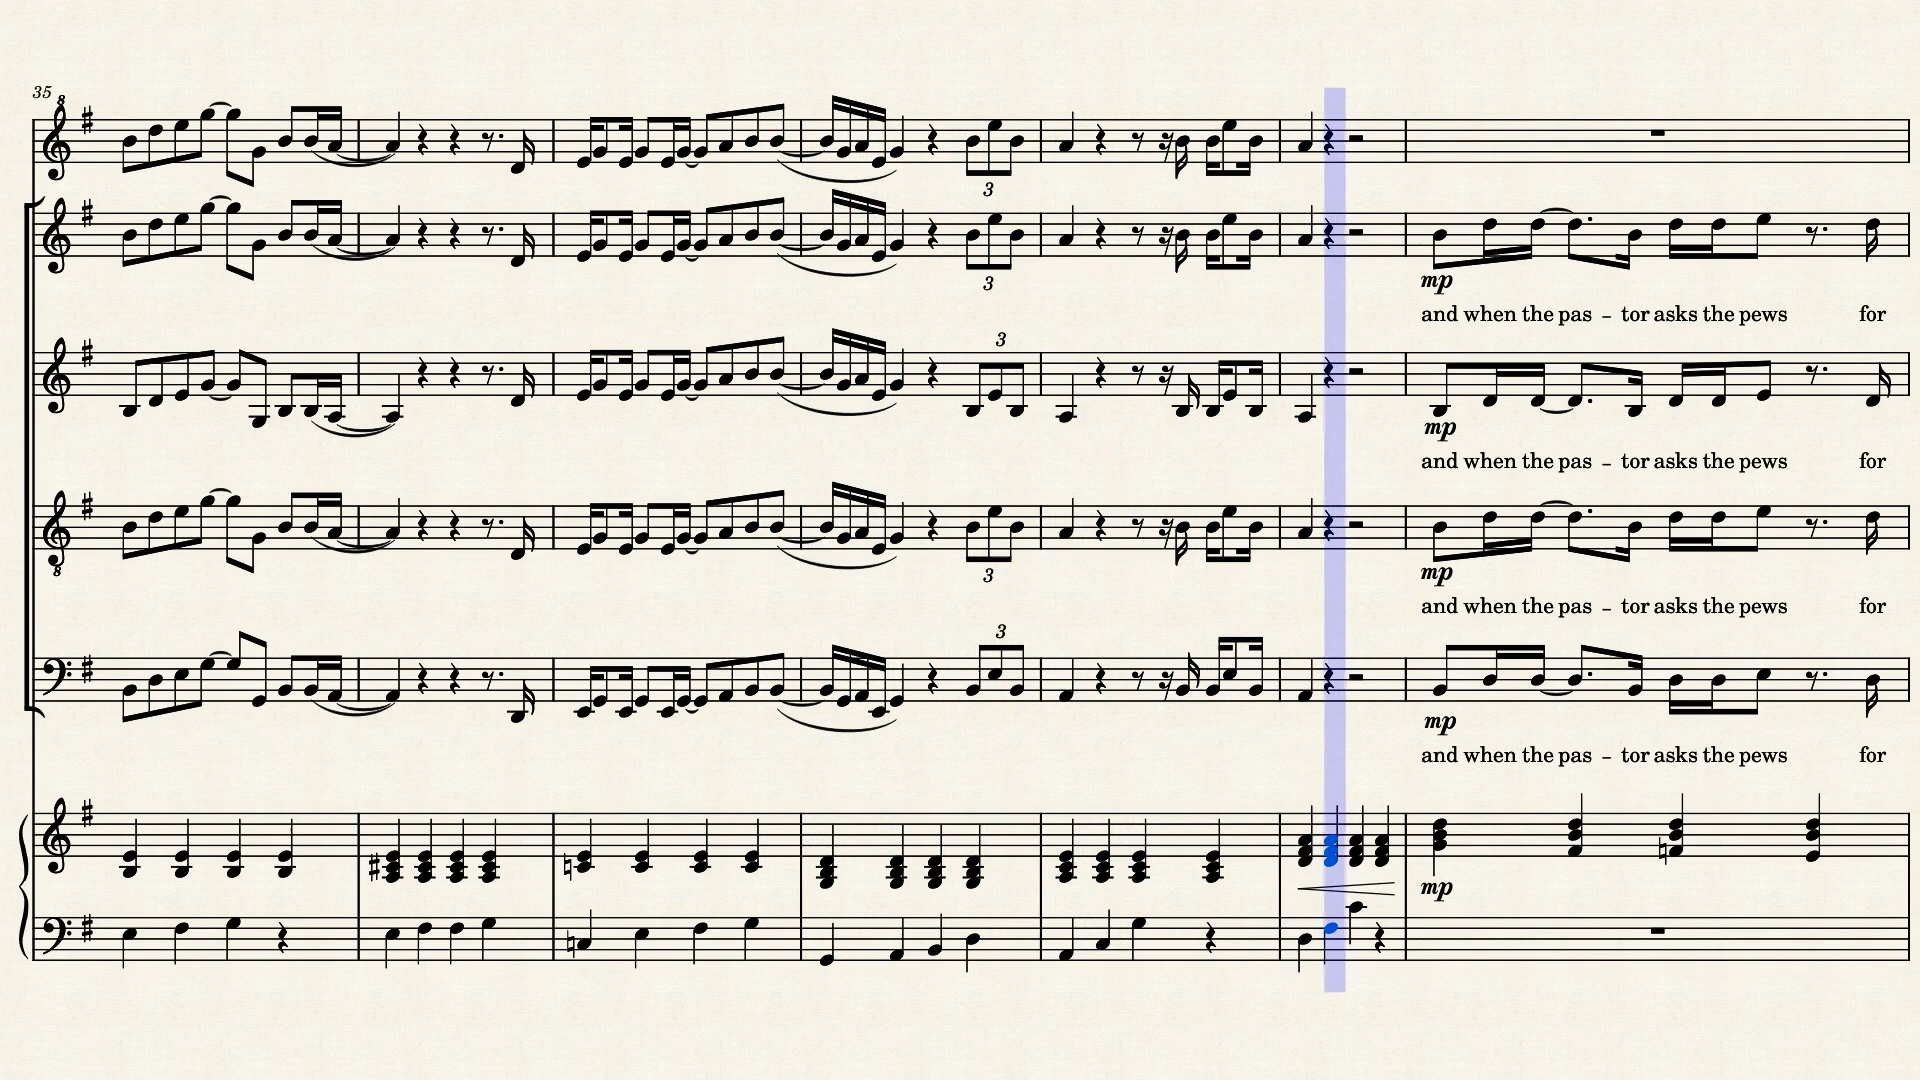 35
8
3
3
3
mp
and when the pas - tor asks the pews for
3
mp
and when the pas - tor asks the pews for
8
3
mp
and when the pas - tor asks the pews for
3
mp
and when the pas - tor asks the pews for
mp